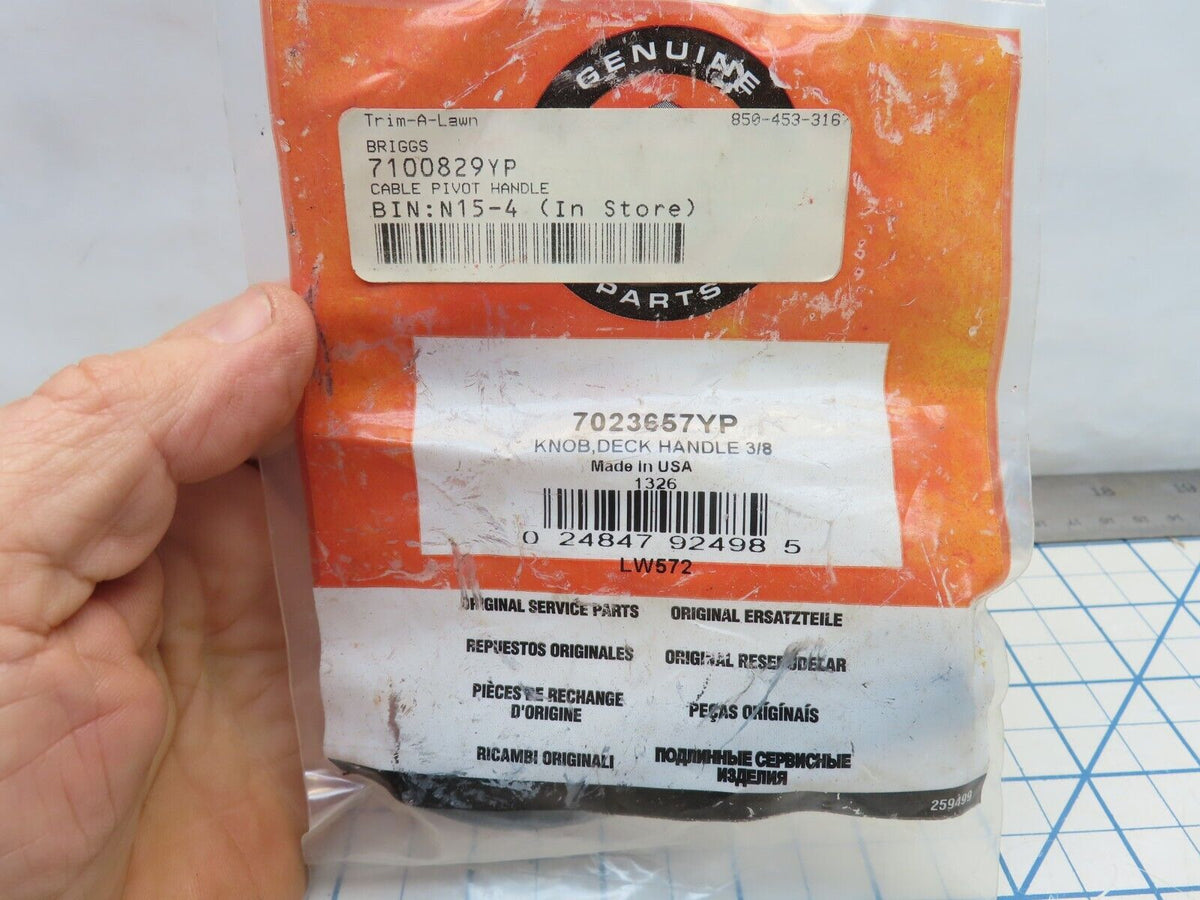 GENUINE
Trim-A-Lawn 850-453-316
BRIGGS
7100829YP
CABLE PIVOT HANDLE
BIN:N15-4 (In Store)
PARTS
7023657YP
KNOB,DECK HANDLE 3/8
Made in USA
1326
0 24847 92498 5
LW572
ORIGINAL SERVICE PARTS ORIGINAL ERSATZTEILE
REPUESTOS ORIGINALES ORIGINAL RESERVDELAR
PIÈCES DE RECHANGE
D'ORIGINE
PEÇAS ORIGINAIS
RICAMBI ORIGINALI
ПОДЛИННЫЕ СЕРВИСНЫЕ
ИЗДЕЛИЯ
259499